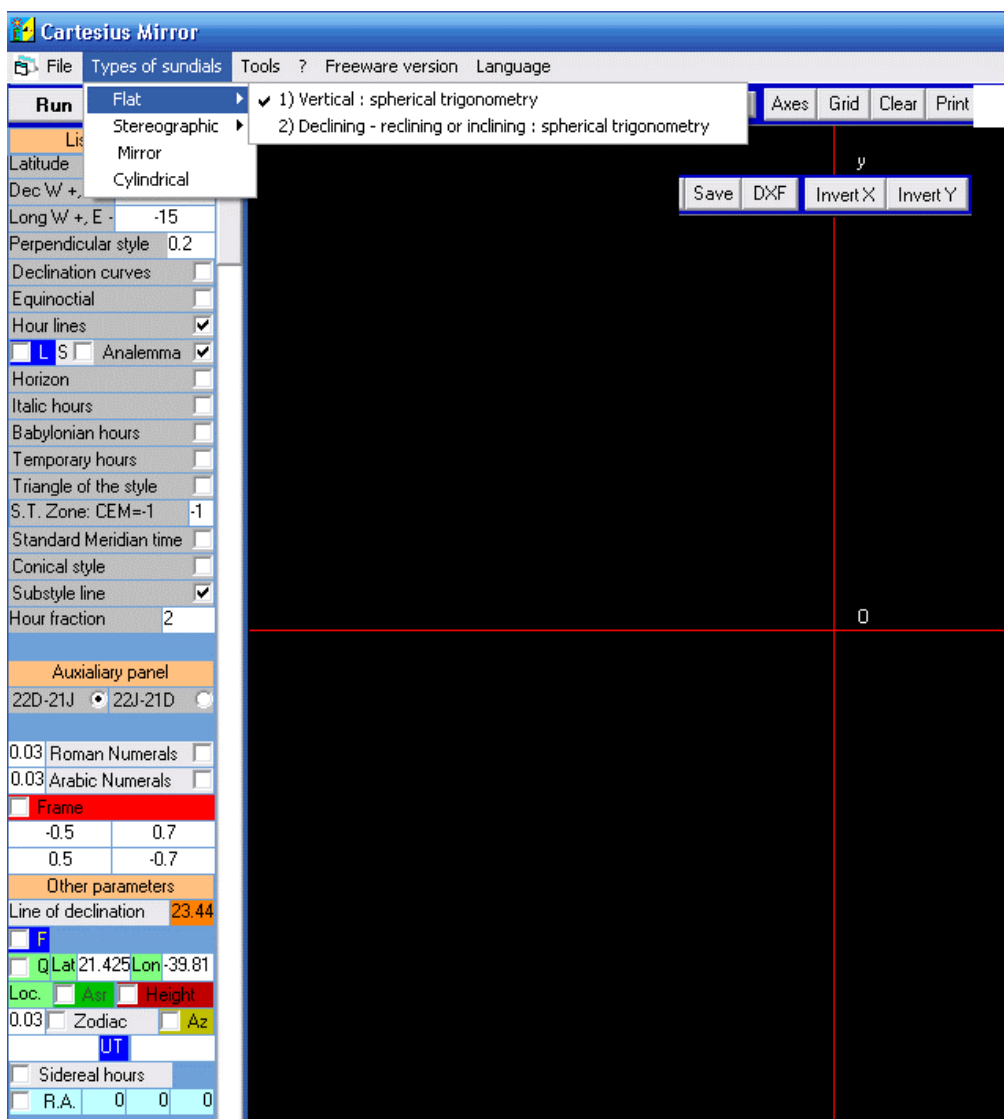 Cartesius Mirror
File Types of sundials Tools ? Freeware version Language
Run Flat 1) Vertical : spherical trigonometry Axes Grid Clear Print
Stereographic 2) Declining - reclining or inclining : spherical trigonometry
Lis Mirror
Latitude Cylindrical y
Dec W +, Save DXF Invert X Invert Y
Long W +, E - -15
Perpendicular style 0.2
Declination curves
Equinoctial
Hour lines
L S Analemma
Horizon
Italic hours
Babylonian hours
Temporary hours
Triangle of the style
S.T. Zone: CEM=-1 -1
Standard Meridian time
Conical style
Substyle line
Hour fraction 2 O
Auxialiary panel
22D-21J 22J-21D
0.03 Roman Numerals
0.03 Arabic Numerals
Frame
-0.5 0.7
0.5 -0.7
Other parameters
Line of declination 23.44
F
Q Lat 21.425 Lon -39.81
Loc. Asr Height
0.03 Zodiac Az
UT
Sidereal hours
R.A. 0 0 0